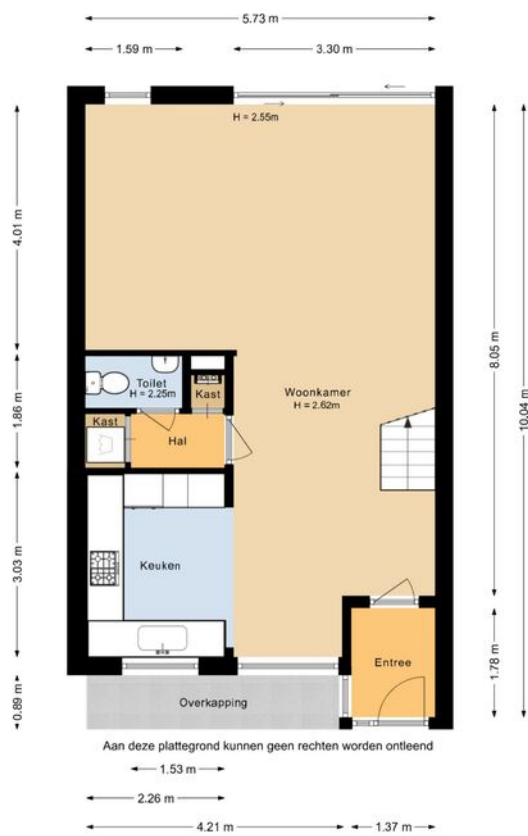 5.73 m
1.59 m
3.30 m
H = 2.55m
4.01 m
8.05 m
10.04 m
1.86 m
Toilet
H = 2.25m
Kast
Woonkamer
H = 2.62m
Kast
Hal
3.03 m
Keuken
Entree
1.78 m
0.89 m
Overkapping
Aan deze plattegrond kunnen geen rechten worden ontleend
1.53 m
2.26 m
4.21 m
1.37 m